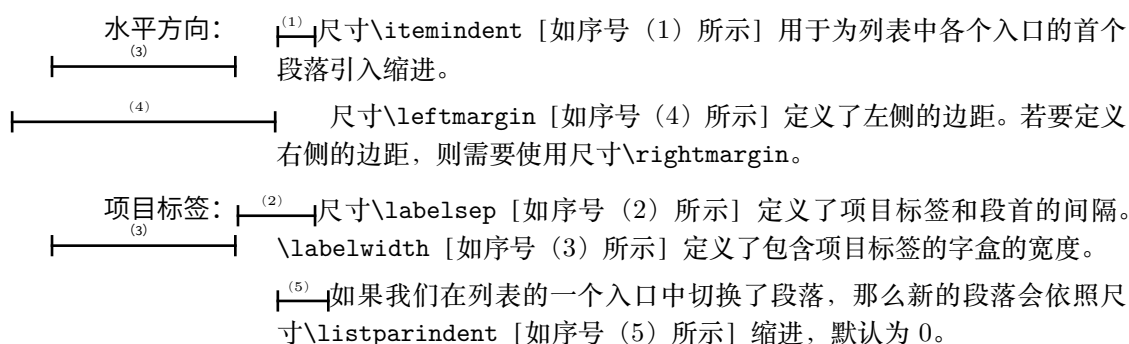 水平方向： (1) 尺寸\itemindent [如序号（1）所示] 用于为列表中各个入口的首个
(3) 段落引入缩进。
(4) 尺寸\leftmargin [如序号（4）所示] 定义了左侧的边距。若要定义
右侧的边距，则需要使用尺寸\rightmargin。
项目标签： (2) 尺寸\labelsep [如序号（2）所示] 定义了项目标签和段首的间隔。
(3) \labelwidth [如序号（3）所示] 定义了包含项目标签的字盒的宽度。
(5) 如果我们在列表的一个入口中切换了段落，那么新的段落会依照尺
寸\listparindent [如序号（5）所示] 缩进，默认为 0。